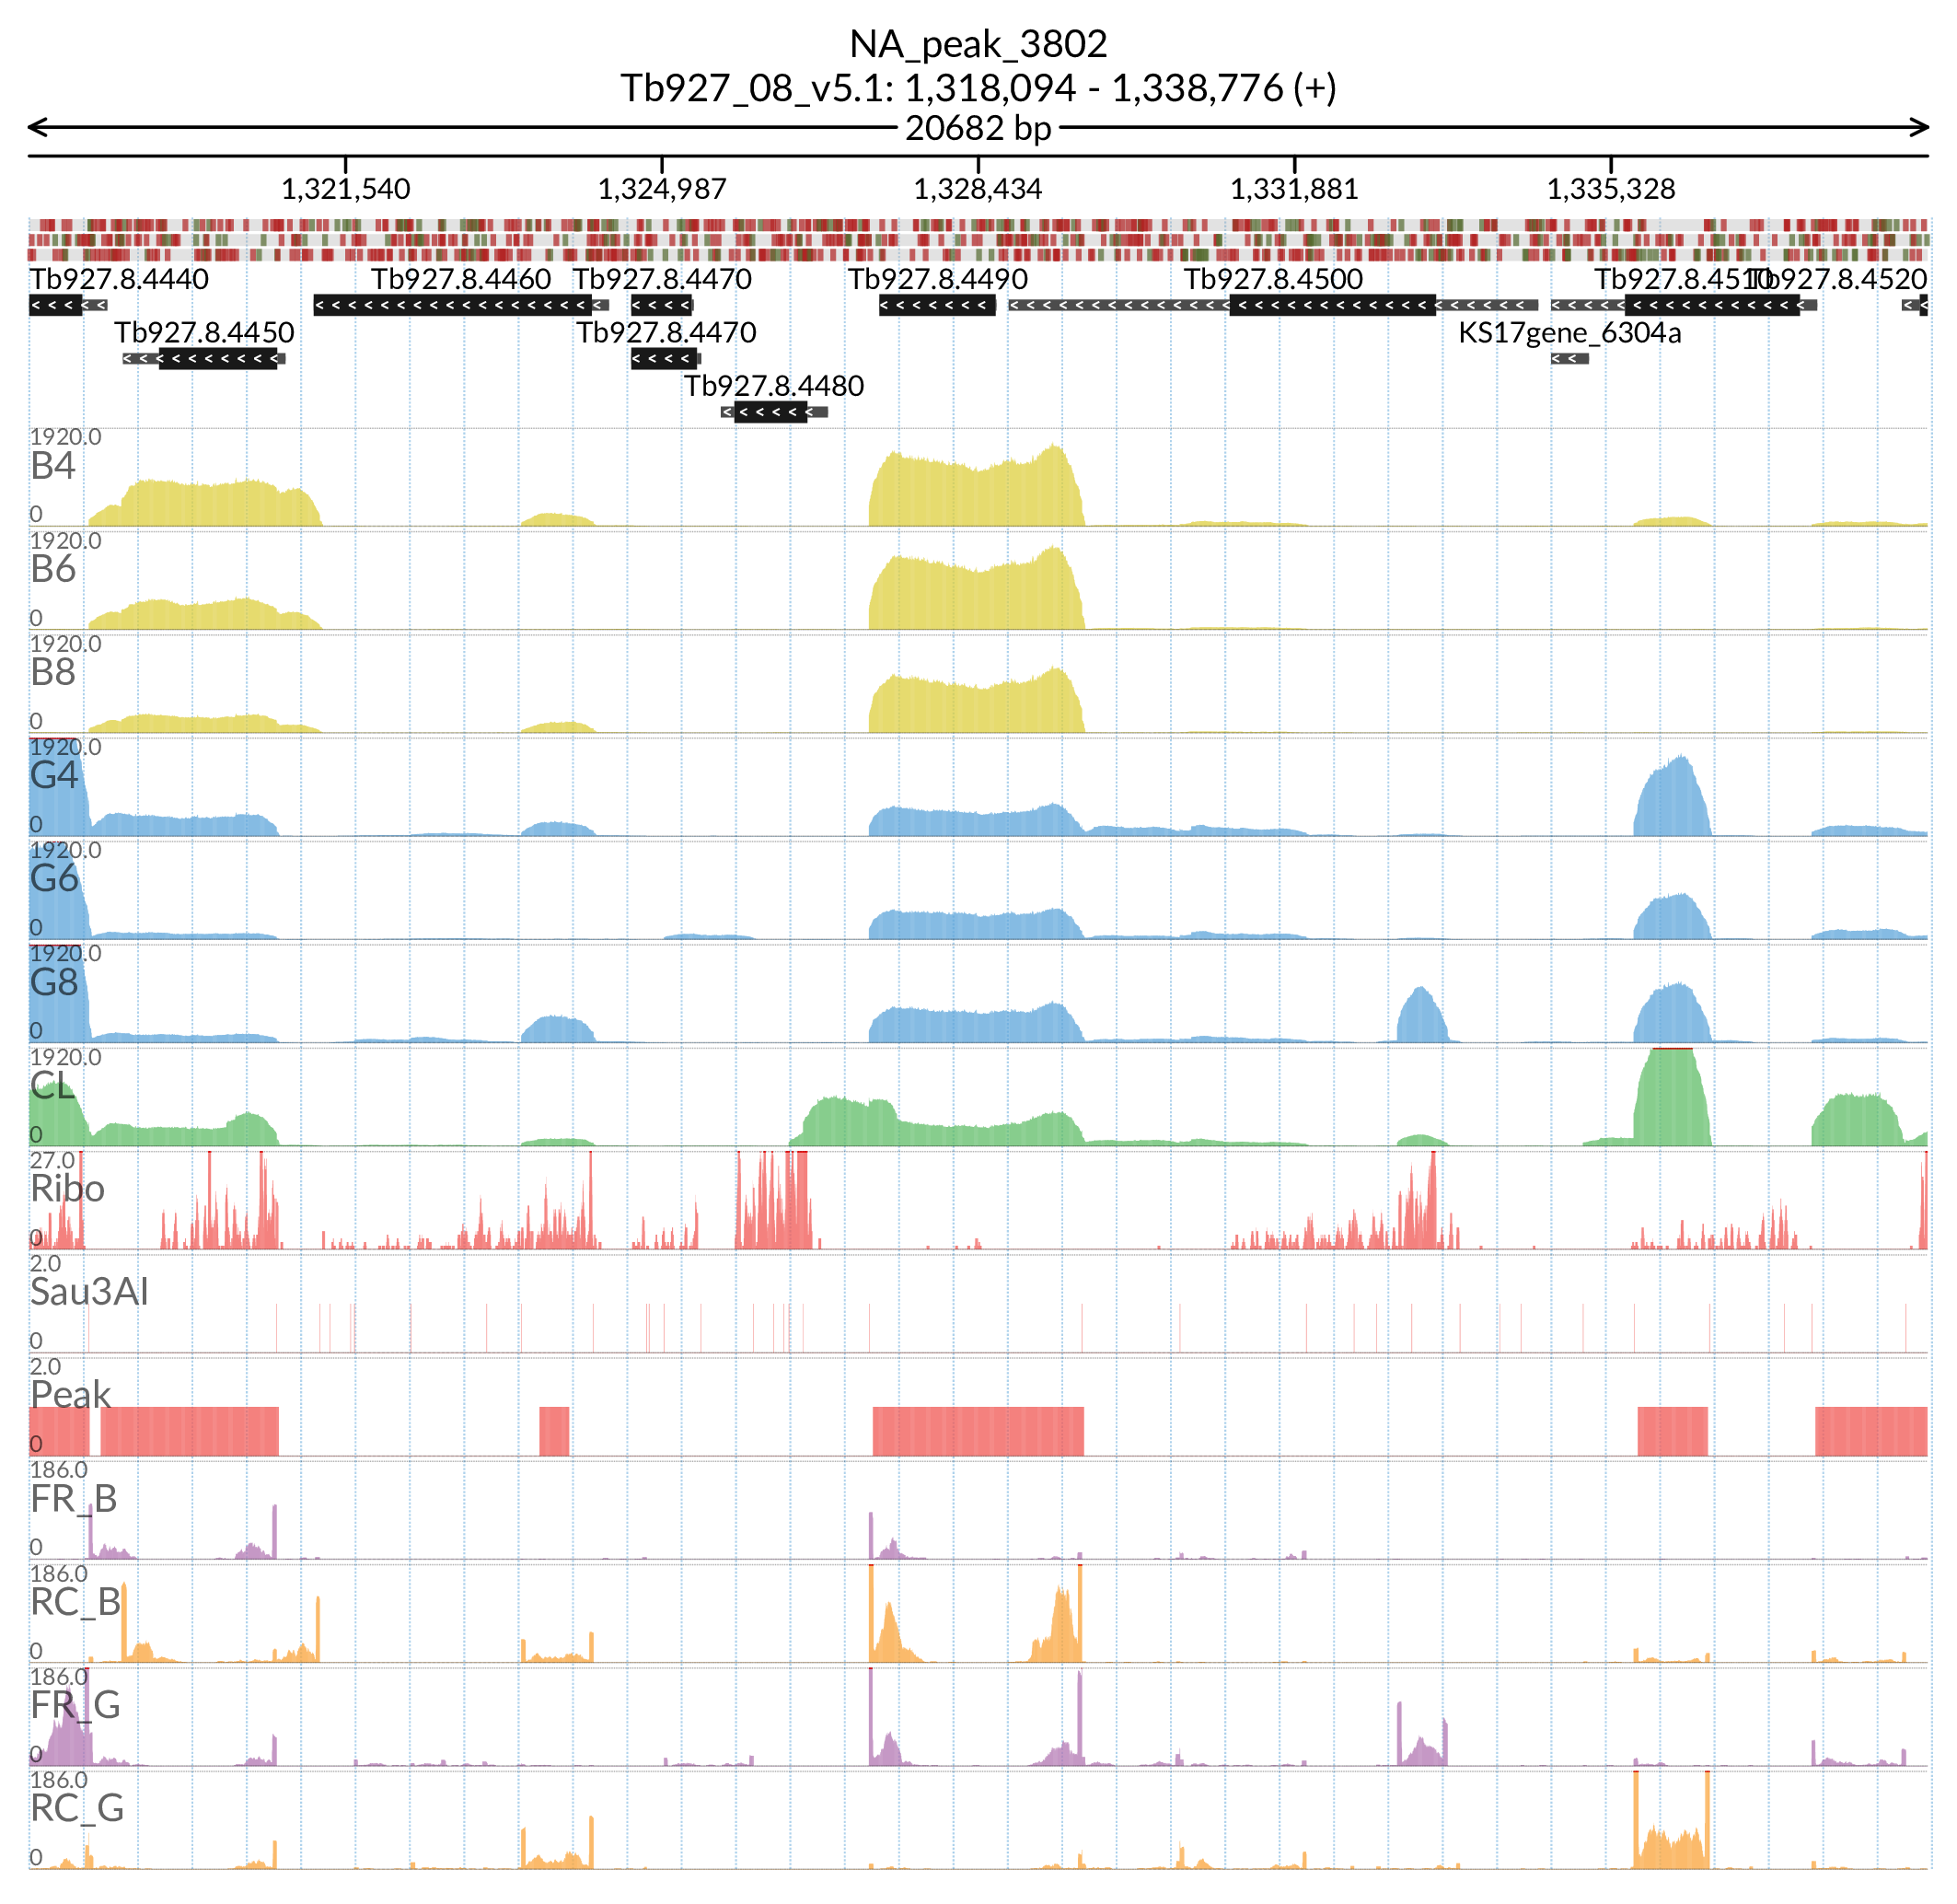 NA_peak_3802
Tb927_08_v5.1: 1,318,094 - 1,338,776 (+)
20682 bp
1,321,540 1,324,987 1,328,434 1,331,881 1,335,328
Tb927.8.4440 Tb927.8.4460 Tb927.8.4470 Tb927.8.4490 Tb927.8.4500 Tb927.8.4510 Tb927.8.4520
Tb927.8.4450 Tb927.8.4470 KS17gene_6304a
Tb927.8.4480
1920.0
B4
0
1920.0
B6
0
1920.0
B8
0
1920.0
G4
0
1920.0
G6
0
1920.0
G8
0
1920.0
CL
0
27.0
Ribo
0
2.0
Sau3AI
0
2.0
Peak
0
186.0
FR_B
0
186.0
RC_B
0
186.0
FR_G
0
186.0
RC_G
0